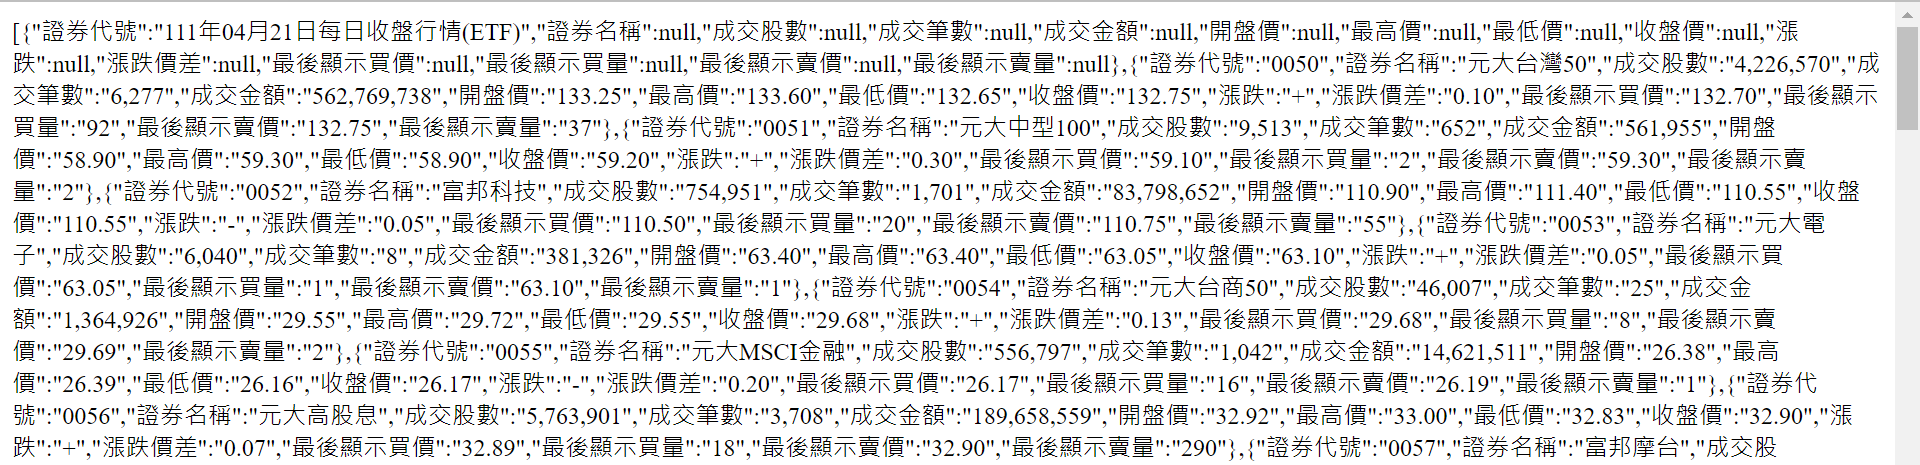 [{"證券代號":"111年04月21日每日收盤行情(ETF)","證券名稱":null,"成交股數":null,"成交筆數":null,"成交金額":null,"開盤價":null,"最高價":null,"最低價":null,"收盤價":null,"漲
跌":null,"漲跌價差":null,"最後顯示買價":null,"最後顯示買量":null,"最後顯示賣價":null,"最後顯示賣量":null},{"證券代號":"0050","證券名稱":"元大台灣50","成交股數":"4,226,570","成
交筆數":"6,277","成交金額":"562,769,738","開盤價":"133.25","最高價":"133.60","最低價":"132.65","收盤價":"132.75","漲跌":"+","漲跌價差":"0.10","最後顯示買價":"132.70","最後顯示
買量":"92","最後顯示賣價":"132.75","最後顯示賣量":"37"},{"證券代號":"0051","證券名稱":"元大中型100","成交股數":"9,513","成交筆數":"652","成交金額":"561,955","開盤
價":"58.90","最高價":"59.30","最低價":"58.90","收盤價":"59.20","漲跌":"+","漲跌價差":"0.30","最後顯示買價":"59.10","最後顯示買量":"2","最後顯示賣價":"59.30","最後顯示賣
量":"2"},{"證券代號":"0052","證券名稱":"富邦科技","成交股數":"754,951","成交筆數":"1,701","成交金額":"83,798,652","開盤價":"110.90","最高價":"111.40","最低價":"110.55","收盤
價":"110.55","漲跌":"-","漲跌價差":"0.05","最後顯示買價":"110.50","最後顯示買量":"20","最後顯示賣價":"110.75","最後顯示賣量":"55"},{"證券代號":"0053","證券名稱":"元大電
子","成交股數":"6,040","成交筆數":"8","成交金額":"381,326","開盤價":"63.40","最高價":"63.40","最低價":"63.05","收盤價":"63.10","漲跌":"+","漲跌價差":"0.05","最後顯示買
價":"63.05","最後顯示買量":"1","最後顯示賣價":"63.10","最後顯示賣量":"1"},{"證券代號":"0054","證券名稱":"元大台商50","成交股數":"46,007","成交筆數":"25","成交金
額":"1,364,926","開盤價":"29.55","最高價":"29.72","最低價":"29.55","收盤價":"29.68","漲跌":"+","漲跌價差":"0.13","最後顯示買價":"29.68","最後顯示買量":"8","最後顯示賣
價":"29.69","最後顯示賣量":"2"},{"證券代號":"0055","證券名稱":"元大MSCI金融","成交股數":"556,797","成交筆數":"1,042","成交金額":"14,621,511","開盤價":"26.38","最高
價":"26.39","最低價":"26.16","收盤價":"26.17","漲跌":"-","漲跌價差":"0.20","最後顯示買價":"26.17","最後顯示買量":"16","最後顯示賣價":"26.19","最後顯示賣量":"1"},{"證券代
號":"0056","證券名稱":"元大高股息","成交股數":"5,763,901","成交筆數":"3,708","成交金額":"189,658,559","開盤價":"32.92","最高價":"33.00","最低價":"32.83","收盤價":"32.90","漲
跌":"+","漲跌價差":"0.07","最後顯示買價":"32.89","最後顯示買量":"18","最後顯示賣價":"32.90","最後顯示賣量":"290"},{"證券代號":"0057","證券名稱":"富邦摩台","成交股